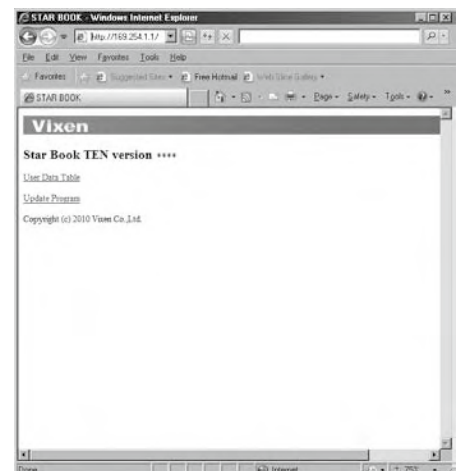 STAR BOOK - Windows Internet Explorer
http://169.254.1.1/
File Edit View Favorites Tools Help
Favorites Suggested Sites Free Hotmail Web Slice Gallery
STAR BOOK Page Safety Tools
Vixen
Star Book TEN version ****
User Data Table
Update Program
Copyright (c) 2010 Vixen Co.,Ltd.
Done Internet 75%